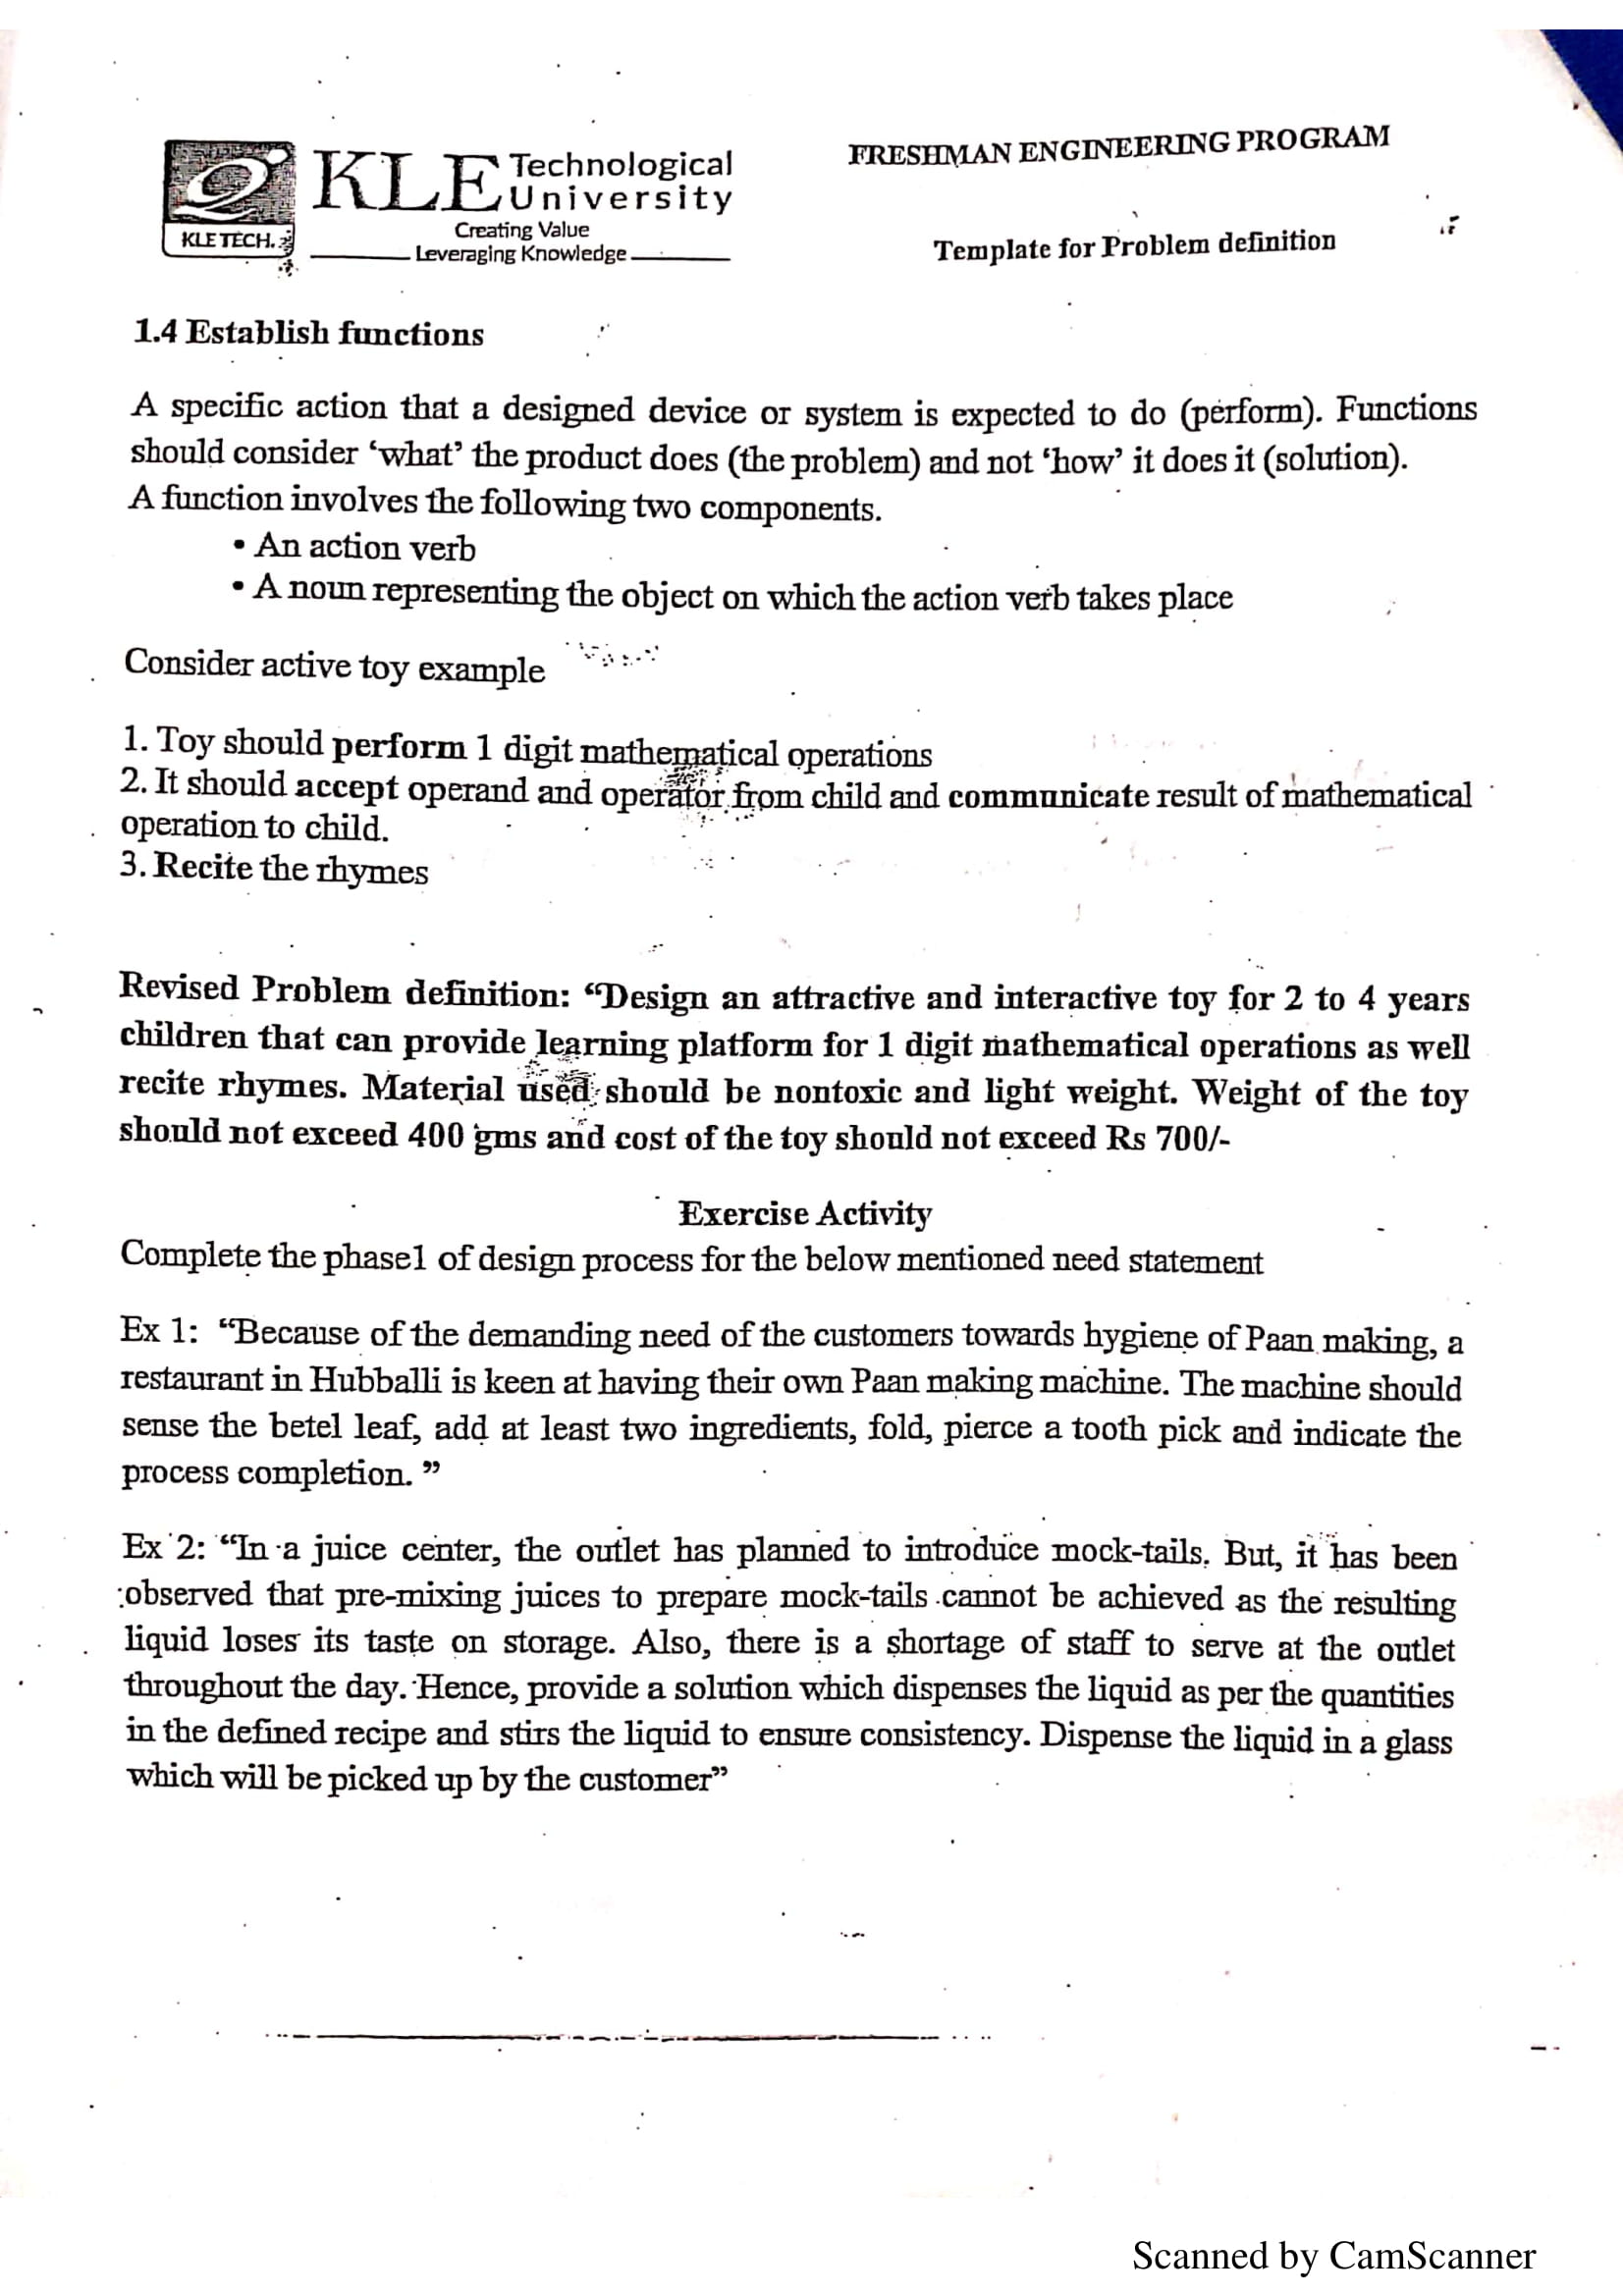 KLE Technological University
Creating Value
Leveraging Knowledge
KLE TECH.
FRESHMAN ENGINEERING PROGRAM
Template for Problem definition
1.4 Establish functions
A specific action that a designed device or system is expected to do (perform). Functions
should consider ‘what’ the product does (the problem) and not ‘how’ it does it (solution).
A function involves the following two components.
• An action verb
• A noun representing the object on which the action verb takes place
Consider active toy example
1. Toy should perform 1 digit mathematical operations
2. It should accept operand and operator from child and communicate result of mathematical
operation to child.
3. Recite the rhymes
Revised Problem definition: “Design an attractive and interactive toy for 2 to 4 years
children that can provide learning platform for 1 digit mathematical operations as well
recite rhymes. Material used should be nontoxic and light weight. Weight of the toy
should not exceed 400 gms and cost of the toy should not exceed Rs 700/-
Exercise Activity
Complete the phase1 of design process for the below mentioned need statement
Ex 1: “Because of the demanding need of the customers towards hygiene of Paan making, a
restaurant in Hubballi is keen at having their own Paan making machine. The machine should
sense the betel leaf, add at least two ingredients, fold, pierce a tooth pick and indicate the
process completion. ”
Ex 2: “In a juice center, the outlet has planned to introduce mock-tails. But, it has been
observed that pre-mixing juices to prepare mock-tails cannot be achieved as the resulting
liquid loses its taste on storage. Also, there is a shortage of staff to serve at the outlet
throughout the day. Hence, provide a solution which dispenses the liquid as per the quantities
in the defined recipe and stirs the liquid to ensure consistency. Dispense the liquid in a glass
which will be picked up by the customer”
Scanned by CamScanner